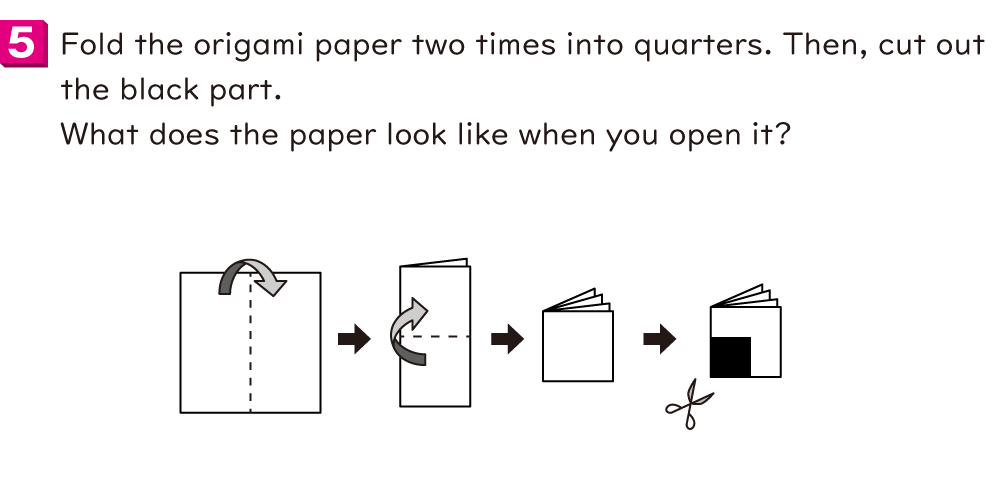 5 Fold the origami paper two times into quarters. Then, cut out
the black part.
What does the paper look like when you open it?